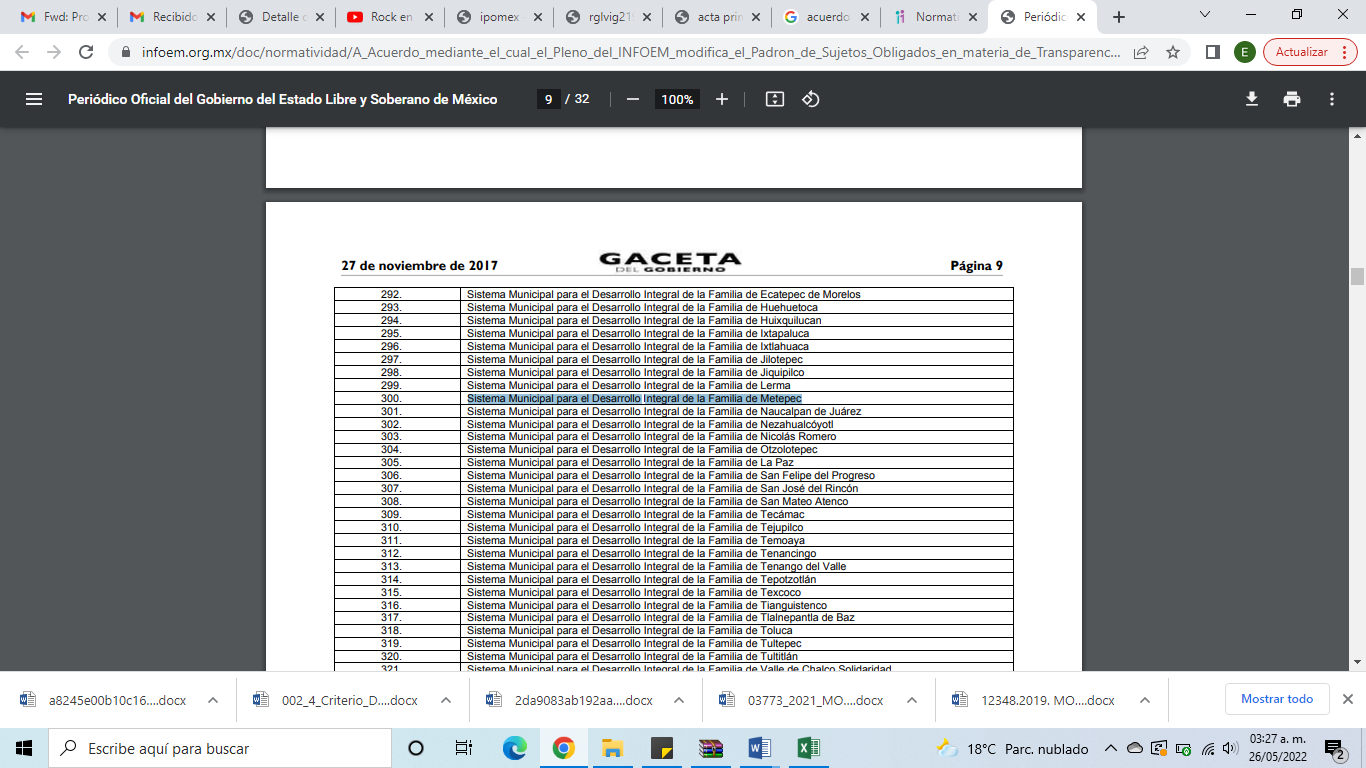 Fwd: Pro
Recibido
Detalle d
Rock en
ipomex
rglvig21
acta prin
acuerdo
Normati
Periódic
infoem.org.mx/doc/normatividad/A_Acuerdo_mediante_el_cual_el_Pleno_del_INFOEM_modifica_el_Padron_de_Sujetos_Obligados_en_materia_de_Transparenc...
E
Actualizar
Periódico Oficial del Gobierno del Estado Libre y Soberano de México
9 / 32
100%
27 de noviembre de 2017
GACETA
DEL GOBIERNO
Página 9
292. Sistema Municipal para el Desarrollo Integral de la Familia de Ecatepec de Morelos
293. Sistema Municipal para el Desarrollo Integral de la Familia de Huehuetoca
294. Sistema Municipal para el Desarrollo Integral de la Familia de Huixquilucan
295. Sistema Municipal para el Desarrollo Integral de la Familia de Ixtapaluca
296. Sistema Municipal para el Desarrollo Integral de la Familia de Ixtlahuaca
297. Sistema Municipal para el Desarrollo Integral de la Familia de Jilotepec
298. Sistema Municipal para el Desarrollo Integral de la Familia de Jiquipilco
299. Sistema Municipal para el Desarrollo Integral de la Familia de Lerma
300. Sistema Municipal para el Desarrollo Integral de la Familia de Metepec
301. Sistema Municipal para el Desarrollo Integral de la Familia de Naucalpan de Juárez
302. Sistema Municipal para el Desarrollo Integral de la Familia de Nezahualcóyotl
303. Sistema Municipal para el Desarrollo Integral de la Familia de Nicolás Romero
304. Sistema Municipal para el Desarrollo Integral de la Familia de Otzolotepec
305. Sistema Municipal para el Desarrollo Integral de la Familia de La Paz
306. Sistema Municipal para el Desarrollo Integral de la Familia de San Felipe del Progreso
307. Sistema Municipal para el Desarrollo Integral de la Familia de San José del Rincón
308. Sistema Municipal para el Desarrollo Integral de la Familia de San Mateo Atenco
309. Sistema Municipal para el Desarrollo Integral de la Familia de Tecámac
310. Sistema Municipal para el Desarrollo Integral de la Familia de Tejupilco
311. Sistema Municipal para el Desarrollo Integral de la Familia de Temoaya
312. Sistema Municipal para el Desarrollo Integral de la Familia de Tenancingo
313. Sistema Municipal para el Desarrollo Integral de la Familia de Tenango del Valle
314. Sistema Municipal para el Desarrollo Integral de la Familia de Tepotzotlán
315. Sistema Municipal para el Desarrollo Integral de la Familia de Texcoco
316. Sistema Municipal para el Desarrollo Integral de la Familia de Tianguistenco
317. Sistema Municipal para el Desarrollo Integral de la Familia de Tlalnepantla de Baz
318. Sistema Municipal para el Desarrollo Integral de la Familia de Toluca
319. Sistema Municipal para el Desarrollo Integral de la Familia de Tultepec
320. Sistema Municipal para el Desarrollo Integral de la Familia de Tultitlán
321. Sistema Municipal para el Desarrollo Integral de la Familia de Valle de Chalco Solidaridad
a8245e00b10c16....docx
002_4_Criterio_D....docx
2da9083ab192aa....docx
03773_2021_MO....docx
12348.2019. MO....docx
Mostrar todo
Escribe aquí para buscar
18°C Parc. nublado
03:27 a. m.
26/05/2022
2